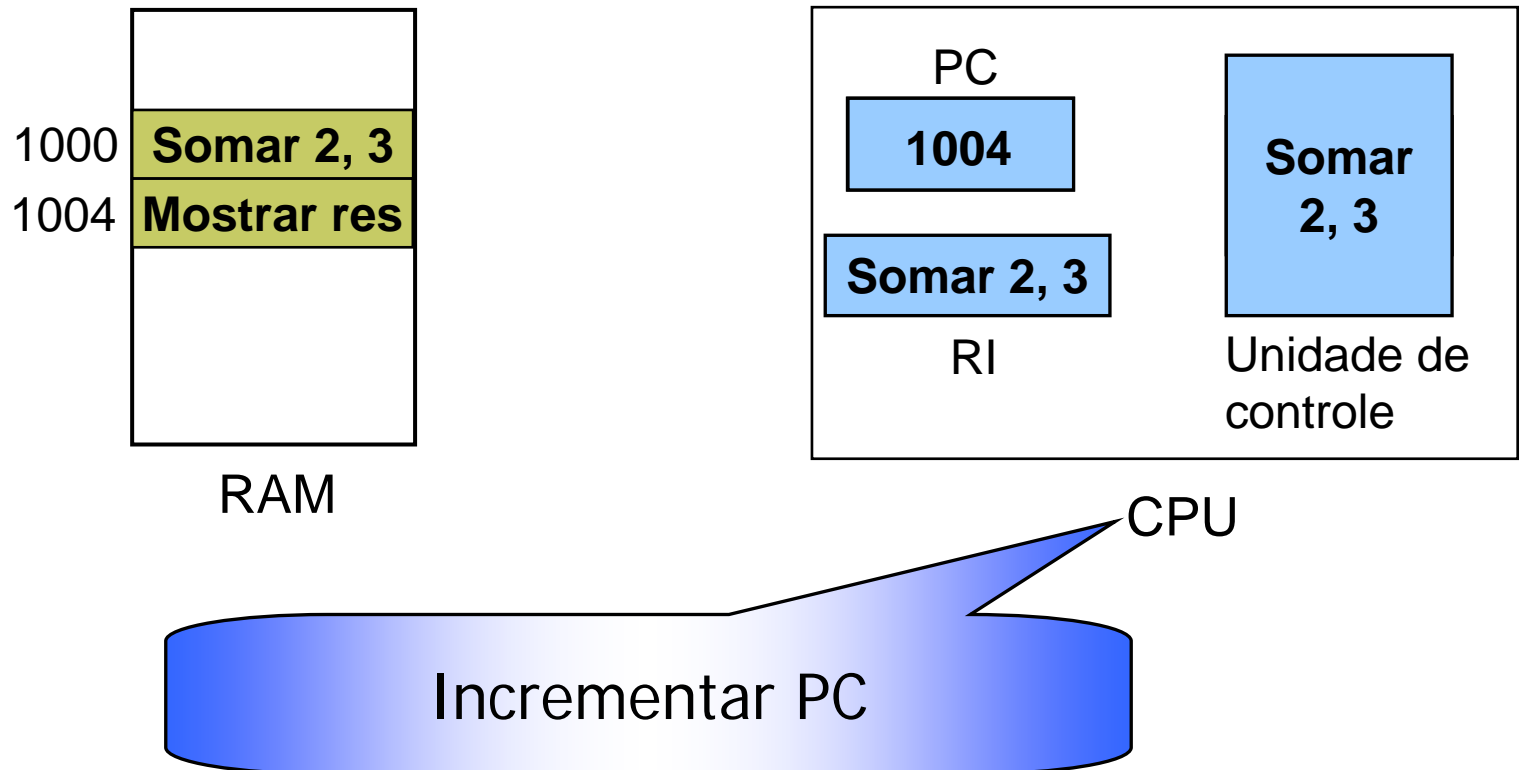 1000
Somar 2, 3
1004
Mostrar res
RAM
PC
1004
Somar 2, 3
RI
Somar
2, 3
Unidade de
controle
CPU
Incrementar PC